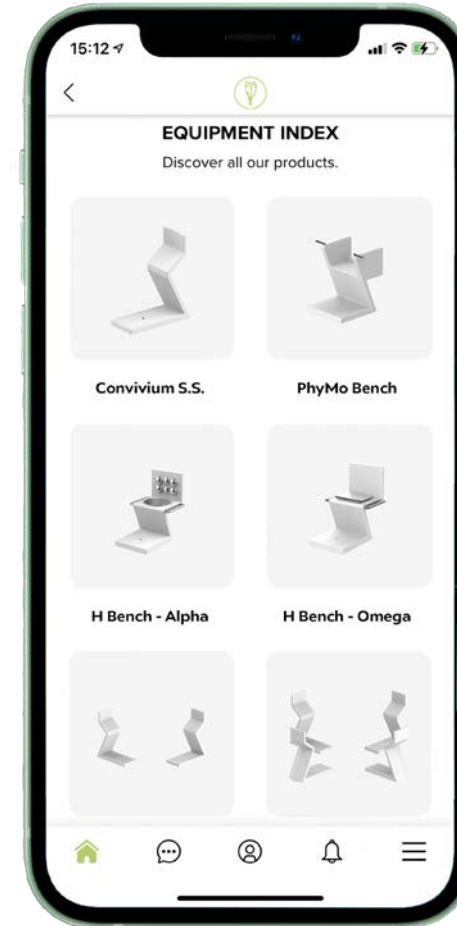 15:12
EQUIPMENT INDEX
Discover all our products.
Convivium S.S.
PhyMo Bench
H Bench - Alpha
H Bench - Omega